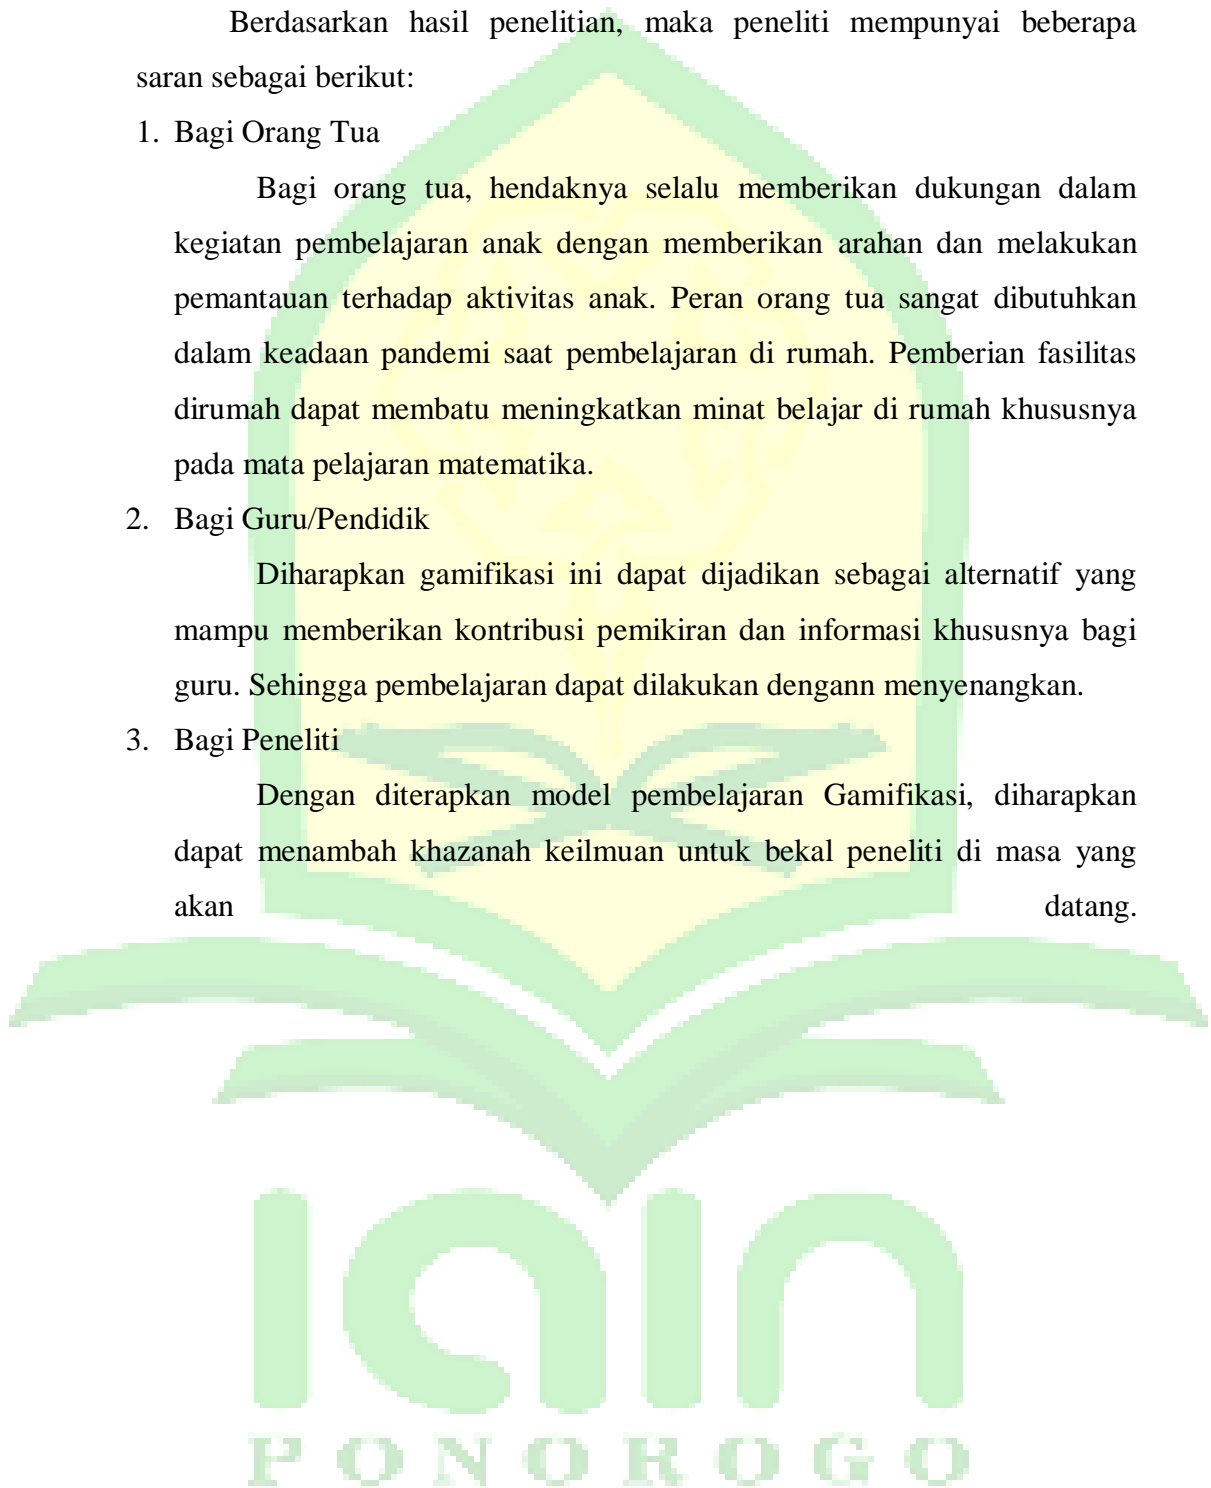 Berdasarkan hasil penelitian, maka peneliti mempunyai beberapa
saran sebagai berikut:
1. Bagi Orang Tua
Bagi orang tua, hendaknya selalu memberikan dukungan dalam
kegiatan pembelajaran anak dengan memberikan arahan dan melakukan
pemantauan terhadap aktivitas anak. Peran orang tua sangat dibutuhkan
dalam keadaan pandemi saat pembelajaran di rumah. Pemberian fasilitas
dirumah dapat membatu meningkatkan minat belajar di rumah khususnya
pada mata pelajaran matematika.
2. Bagi Guru/Pendidik
Diharapkan gamifikasi ini dapat dijadikan sebagai alternatif yang
mampu memberikan kontribusi pemikiran dan informasi khususnya bagi
guru. Sehingga pembelajaran dapat dilakukan dengann menyenangkan.
3. Bagi Peneliti
Dengan diterapkan model pembelajaran Gamifikasi, diharapkan
dapat menambah khazanah keilmuan untuk bekal peneliti di masa yang
akan datang.
iain
PONOROGO